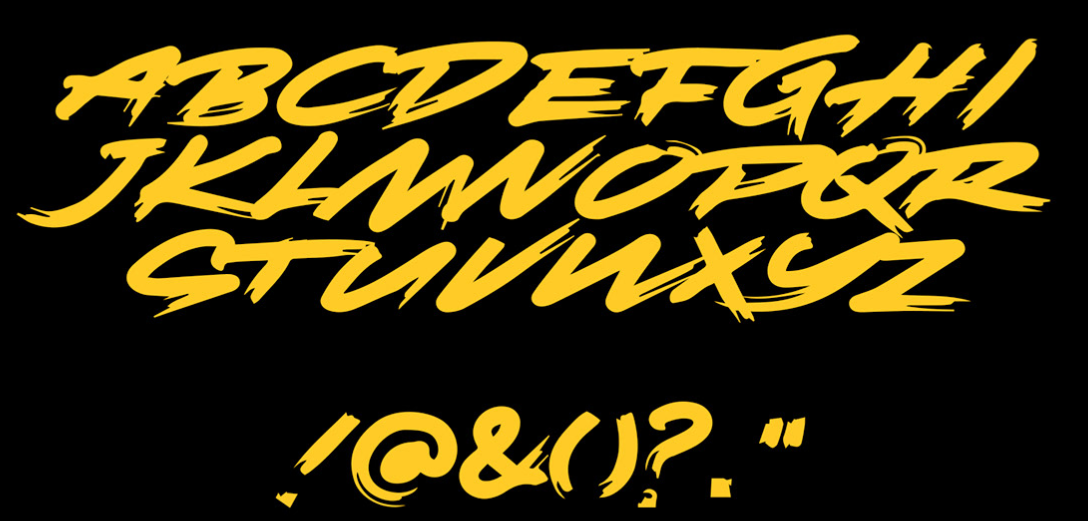 ABCDEFGHI
JKLMNOPQR
STUVWXYZ
!@&()?."